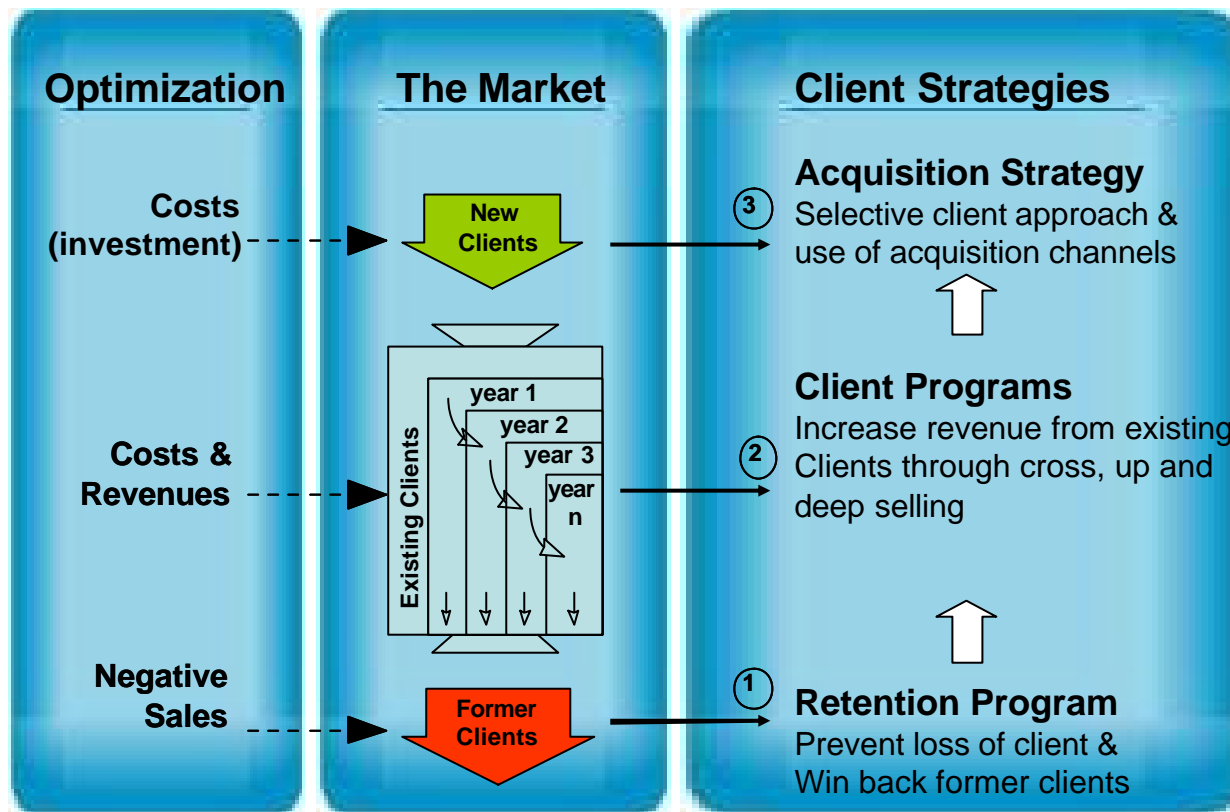 Optimization
Costs
(investment)
Costs &
Revenues
Negative
Sales
The Market
New
Clients
Existing Clients
year 1
year 2
year 3
year
n
Former
Clients
Client Strategies
3
Acquisition Strategy
Selective client approach &
use of acquisition channels
2
Client Programs
Increase revenue from existing
Clients through cross, up and
deep selling
1
Retention Program
Prevent loss of client &
Win back former clients